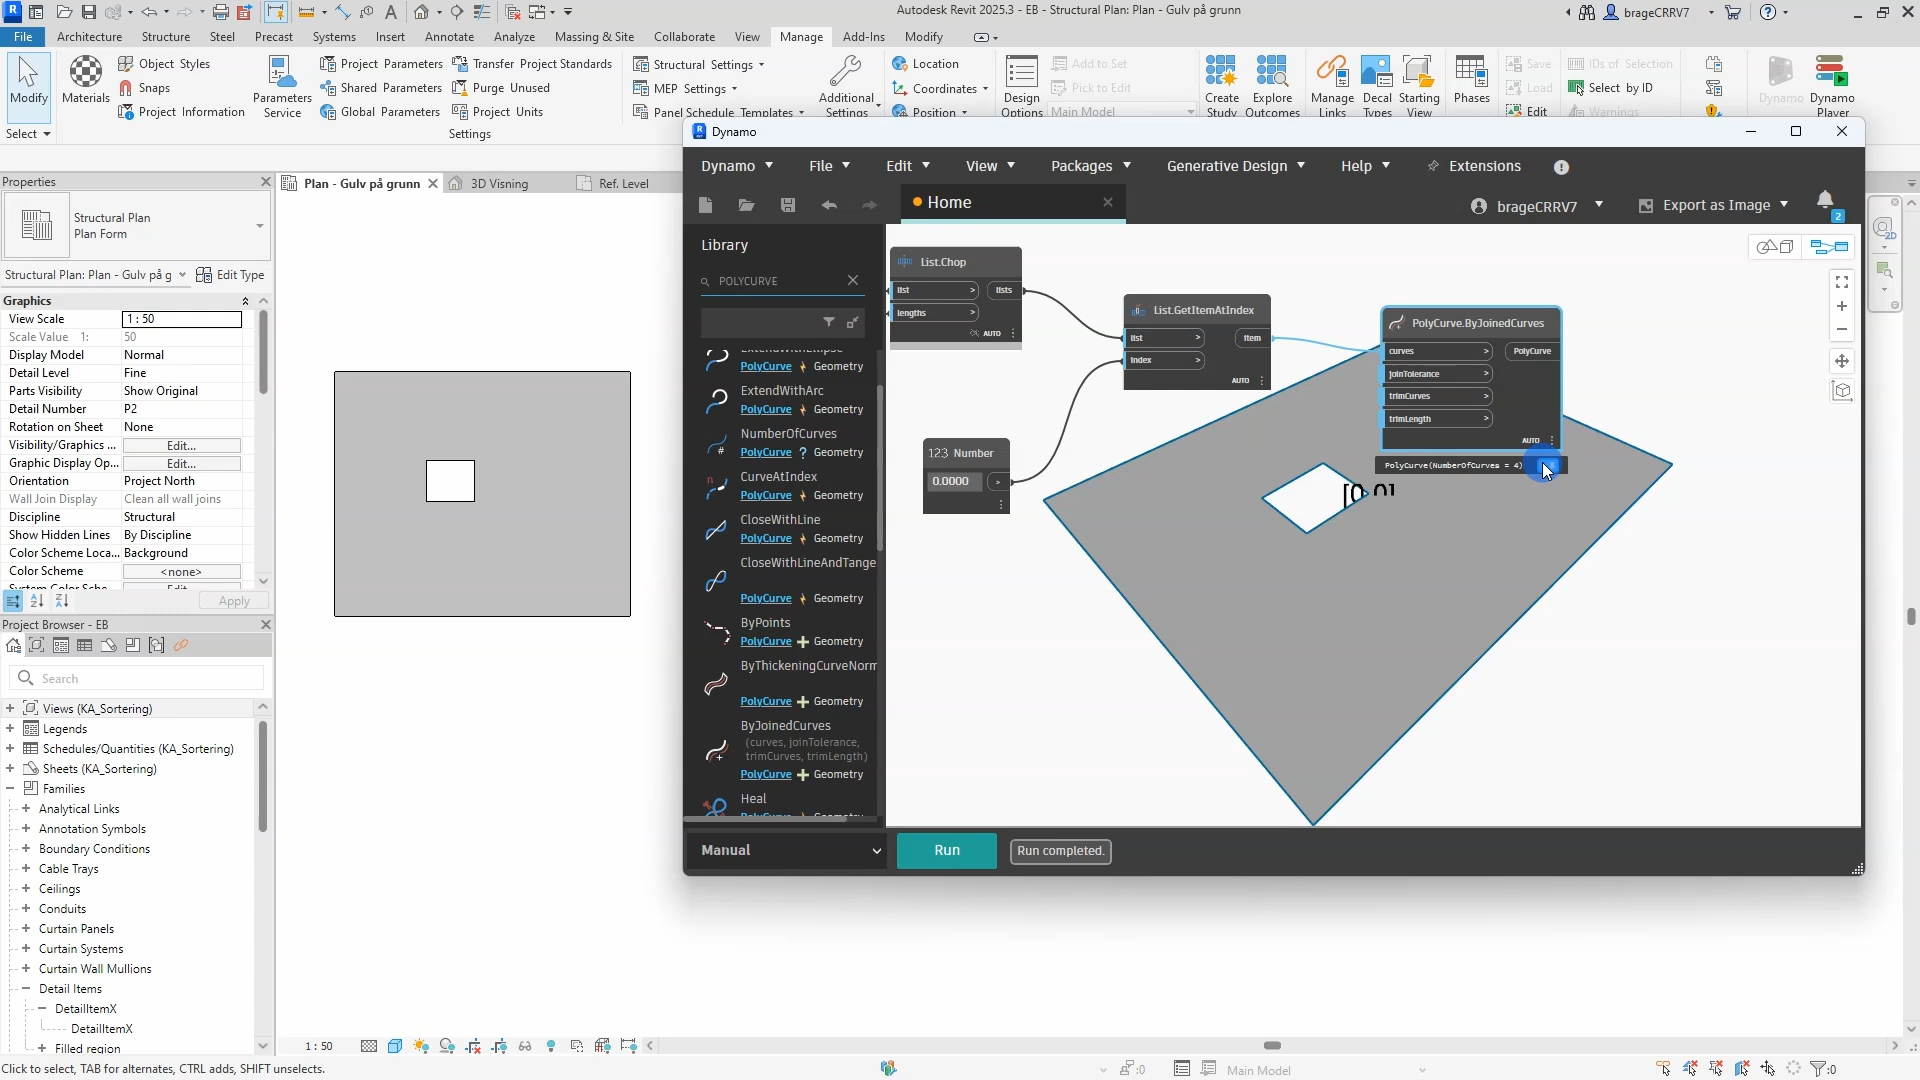 Autodesk Revit 2025.3 - EB - Structural Plan: Plan - Gulv på grunn
brageCRRV7
File Architecture Structure Steel Precast Systems Insert Annotate Analyze Massing & Site Collaborate View Manage Add-Ins Modify
Modify
Select
Materials
Object Styles
Snaps
Project Information
Parameters
Service
Project Parameters
Shared Parameters
Global Parameters
Transfer Project Standards
Purge Unused
Project Units
Settings
Structural Settings
MEP Settings
Panel Schedule Templates
Additional
Settings
Location
Coordinates
Position
Design
Options
Add to Set
Pick to Edit
Main Model
Create
Study
Explore
Outcomes
Manage
Links
Decal
Types
Starting
View
Phases
Save
Load
Edit
IDs of Selection
Select by ID
Warnings
Dynamo
Dynamo
Player
Properties
Structural Plan
Plan Form
Structural Plan: Plan - Gulv på g
Edit Type
Graphics
View Scale 1 : 50
Scale Value 1: 50
Display Model Normal
Detail Level Fine
Parts Visibility Show Original
Detail Number P2
Rotation on Sheet None
Visibility/Graphics ... Edit...
Graphic Display Op... Edit...
Orientation Project North
Wall Join Display Clean all wall joins
Discipline Structural
Show Hidden Lines By Discipline
Color Scheme Loca... Background
Color Scheme <none>
System Color Sche... Edit...
Apply
Project Browser - EB
Search
Views (KA_Sortering)
Legends
Schedules/Quantities (KA_Sortering)
Sheets (KA_Sortering)
Families
Analytical Links
Annotation Symbols
Boundary Conditions
Cable Trays
Ceilings
Conduits
Curtain Panels
Curtain Systems
Curtain Wall Mullions
Detail Items
DetailItemX
DetailItemX
Filled region
Plan - Gulv på grunn
3D Visning
Ref. Level
Dynamo
Dynamo File Edit View Packages Generative Design Help Extensions
Home
brageCRRV7
Export as Image
2
Library
POLYCURVE
ExtendWithEllipse
PolyCurve Geometry
ExtendWithArc
PolyCurve Geometry
NumberOfCurves
PolyCurve ? Geometry
CurveAtIndex
PolyCurve Geometry
CloseWithLine
PolyCurve Geometry
CloseWithLineAndTange
PolyCurve Geometry
ByPoints
PolyCurve Geometry
ByThickeningCurveNorm
PolyCurve Geometry
ByJoinedCurves
(curves, joinTolerance,
trimCurves, trimLength)
PolyCurve Geometry
Heal
PolyCurve Geometry
List.Chop
list > lists
lengths >
AUTO
List.GetItemAtIndex
list > item
index >
AUTO
123 Number
0.0000 >
PolyCurve.ByJoinedCurves
curves > PolyCurve
joinTolerance >
trimCurves >
trimLength >
AUTO
PolyCurve(NumberOfCurves = 4)
[0,0]
Manual
Run
Run completed.
1 : 50
Click to select, TAB for alternates, CTRL adds, SHIFT unselects.
:0
Main Model
:0